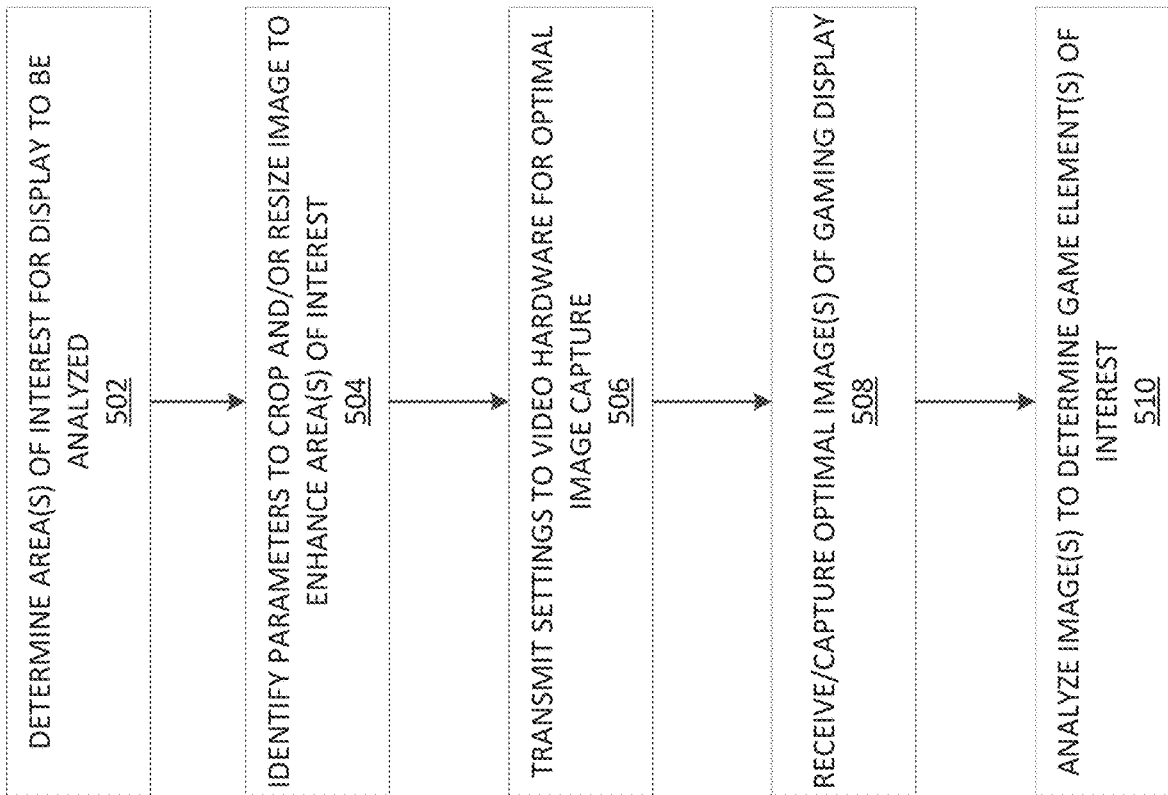 DETERMINE AREA(S) OF INTEREST FOR DISPLAY TO BE
ANALYZED
502
IDENTIFY PARAMETERS TO CROP AND/OR RESIZE IMAGE TO
ENHANCE AREA(S) OF INTEREST
504
TRANSMIT SETTINGS TO VIDEO HARDWARE FOR OPTIMAL
IMAGE CAPTURE
506
RECEIVE/CAPTURE OPTIMAL IMAGE(S) OF GAMING DISPLAY
508
ANALYZE IMAGE(S) TO DETERMINE GAME ELEMENT(S) OF
INTEREST
510